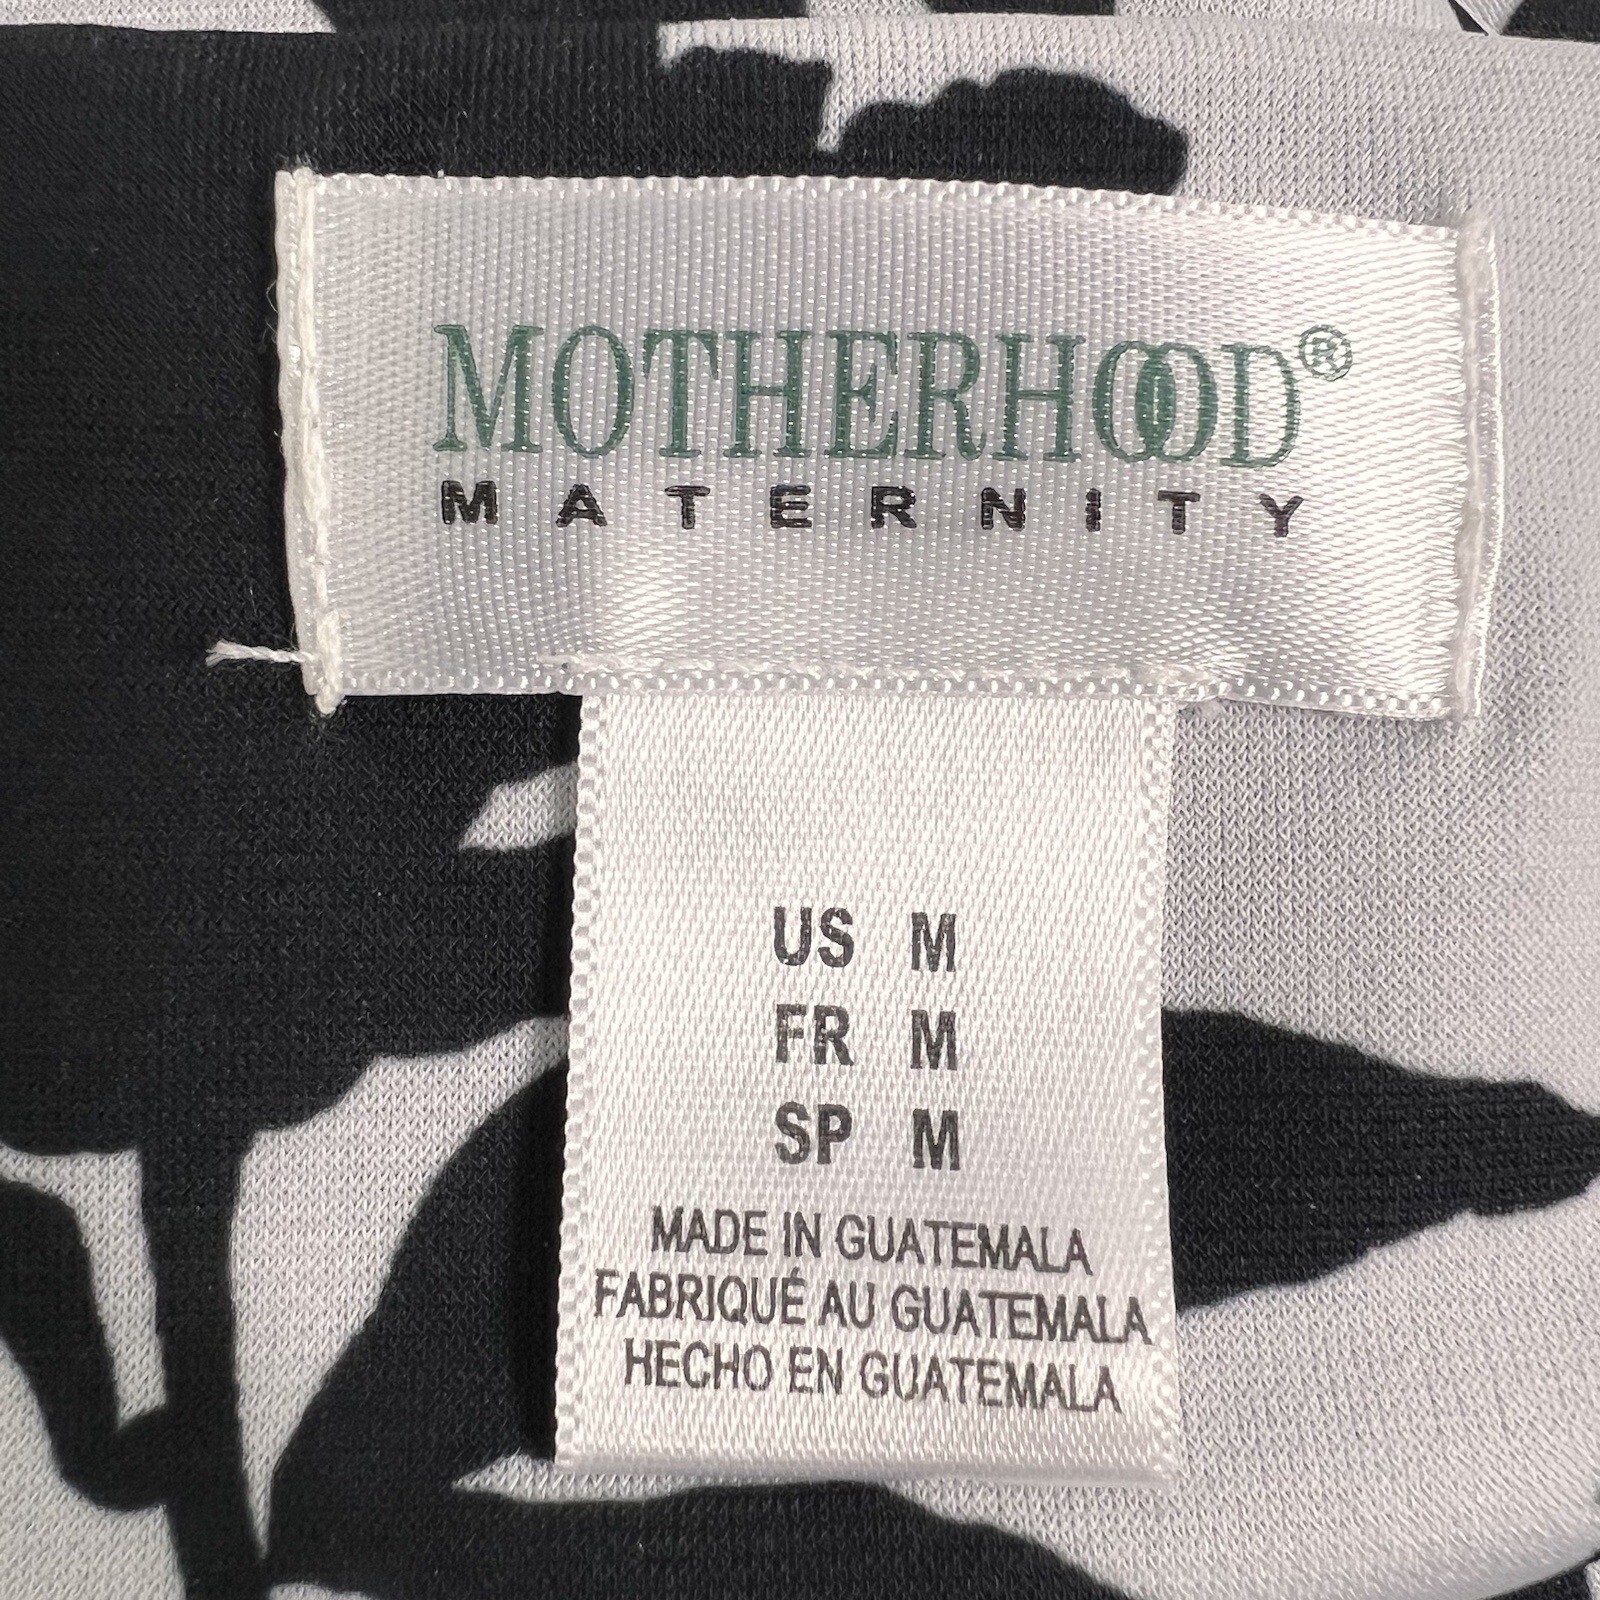 MOTHERHOOD®
MATERNITY
US M
FR M
SP M
MADE IN GUATEMALA
FABRIQUÉ AU GUATEMALA
HECHO EN GUATEMALA